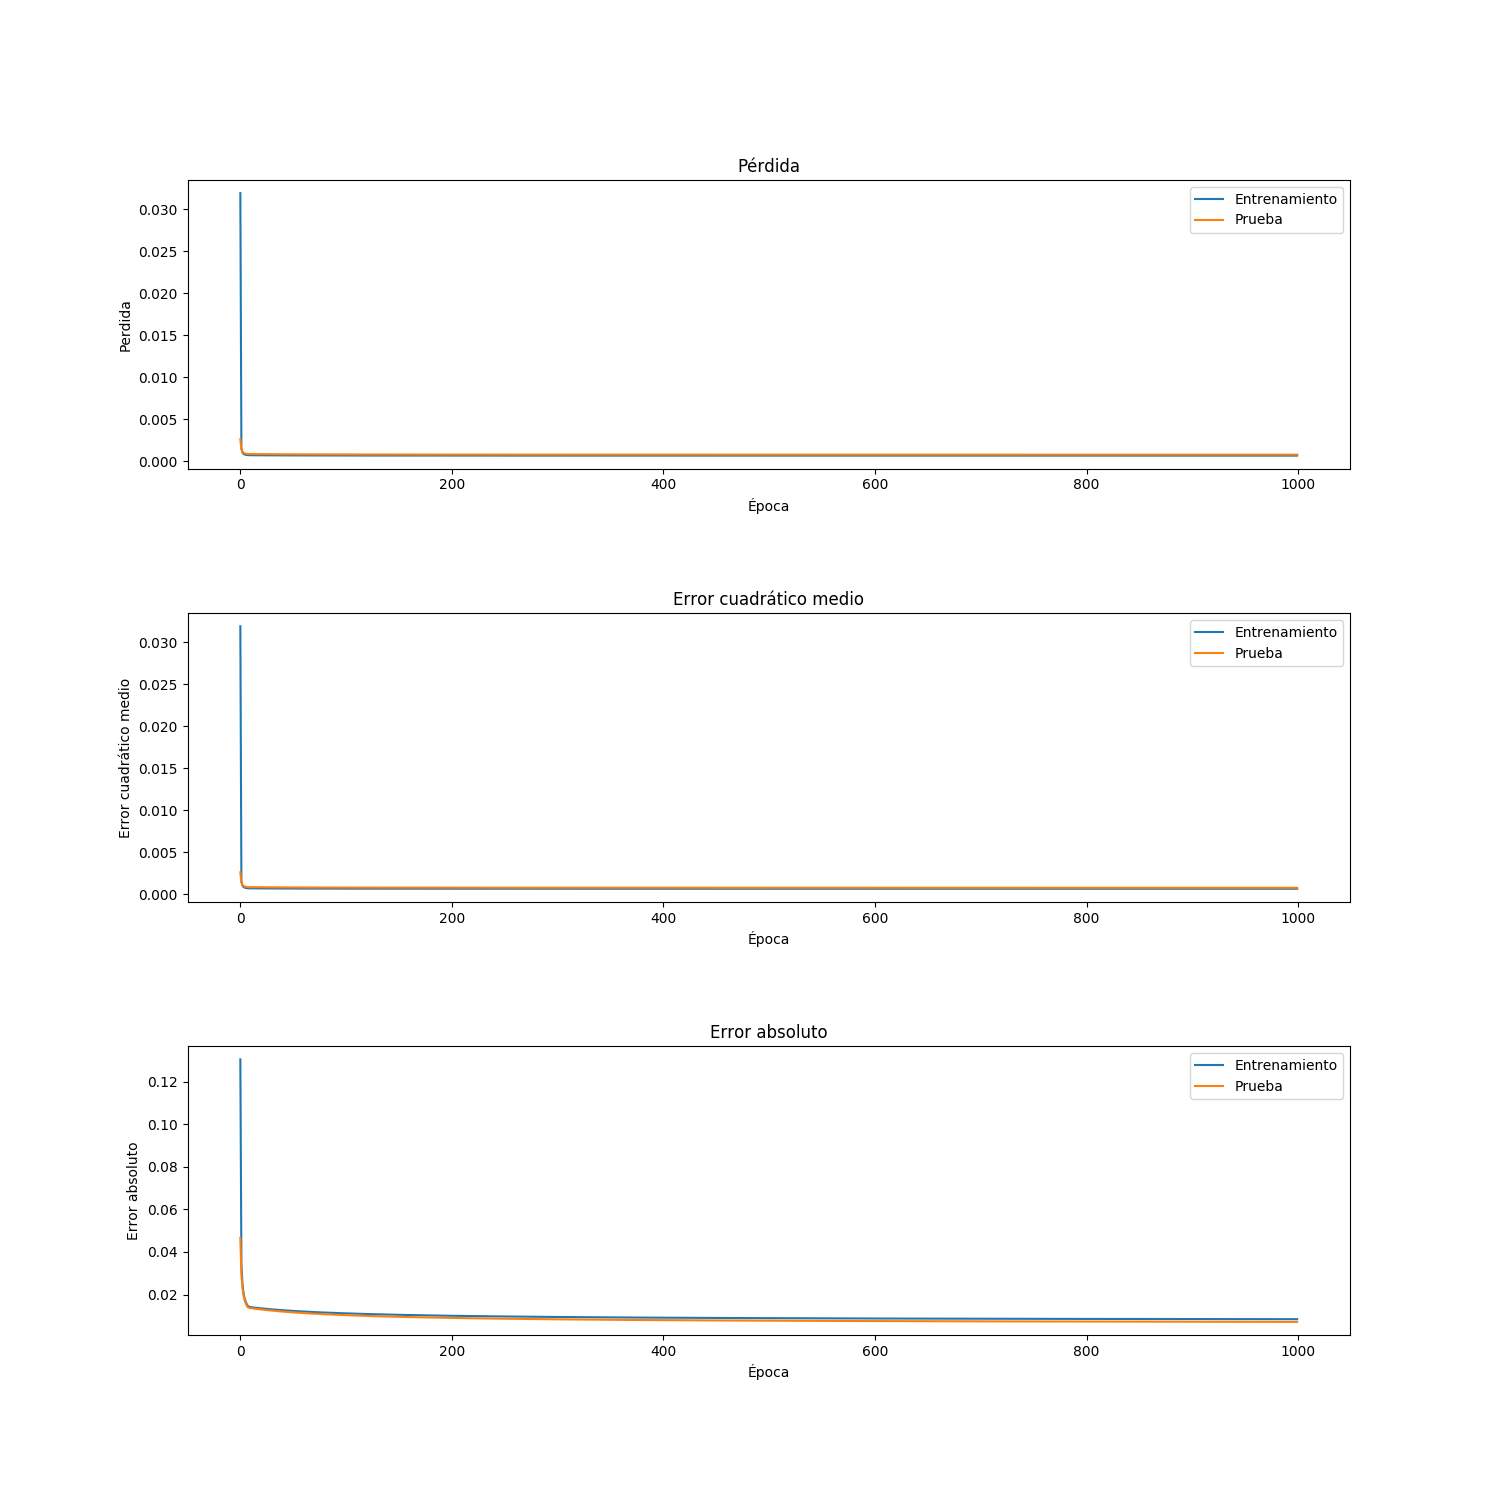 Pérdida
Entrenamiento
Prueba
0.030
0.025
0.020
0.015
0.010
0.005
0.000
Perdida
0 200 400 600 800 1000
Época
Error cuadrático medio
Entrenamiento
Prueba
0.030
0.025
0.020
0.015
0.010
0.005
0.000
Error cuadrático medio
0 200 400 600 800 1000
Época
Error absoluto
Entrenamiento
Prueba
0.12
0.10
0.08
0.06
0.04
0.02
Error absoluto
0 200 400 600 800 1000
Época